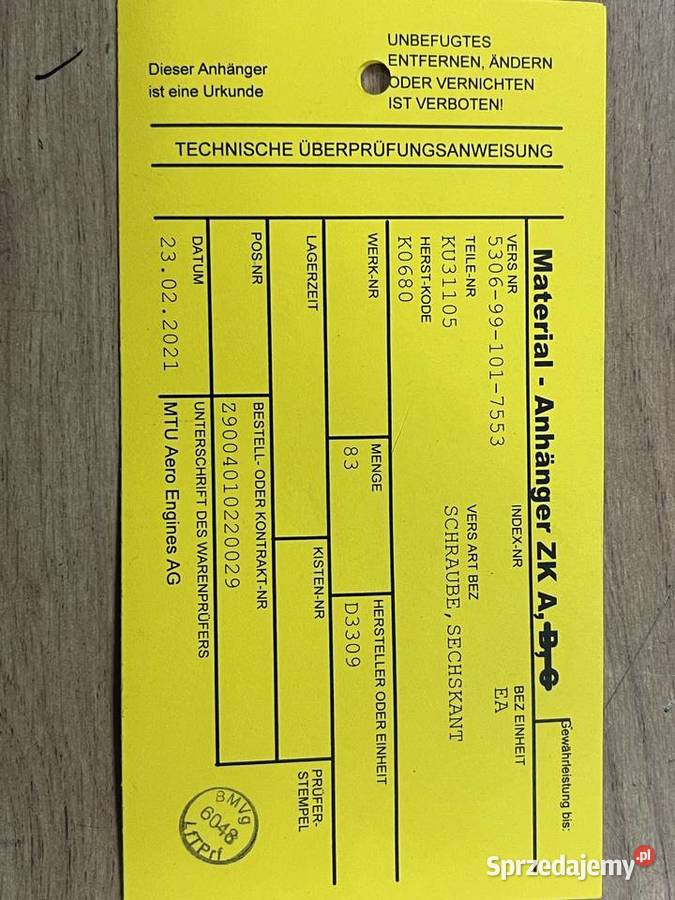 Dieser Anhänger
ist eine Urkunde
UNBEFUGTES
ENTFERNEN, ÄNDERN
ODER VERNICHTEN
IST VERBOTEN!
TECHNISCHE ÜBERPRÜFUNGSANWEISUNG
Material - Anhänger ZK A, B, C
Gewährleistung bis:
VERS NR
INDEX-NR
BEZ EINHEIT
5306-99-101-7553
EA
TEILE-NR
VERS ART BEZ
KU31105
SCHRAUBE, SECHSKANT
HERST-KODE
K0680
WERK-NR
MENGE
HERSTELLER ODER EINHEIT
83
D3309
LAGERZEIT
KISTEN-NR
PRÜFER-
STEMPEL
POS-NR
BESTELL- ODER KONTRAKT-NR
Z9004010220029
DATUM
UNTERSCHRIFT DES WARENPRÜFERS
23.02.2021
MTU Aero Engines AG
BMVg
6048
LfTPrf
Sprzedajemy.pl